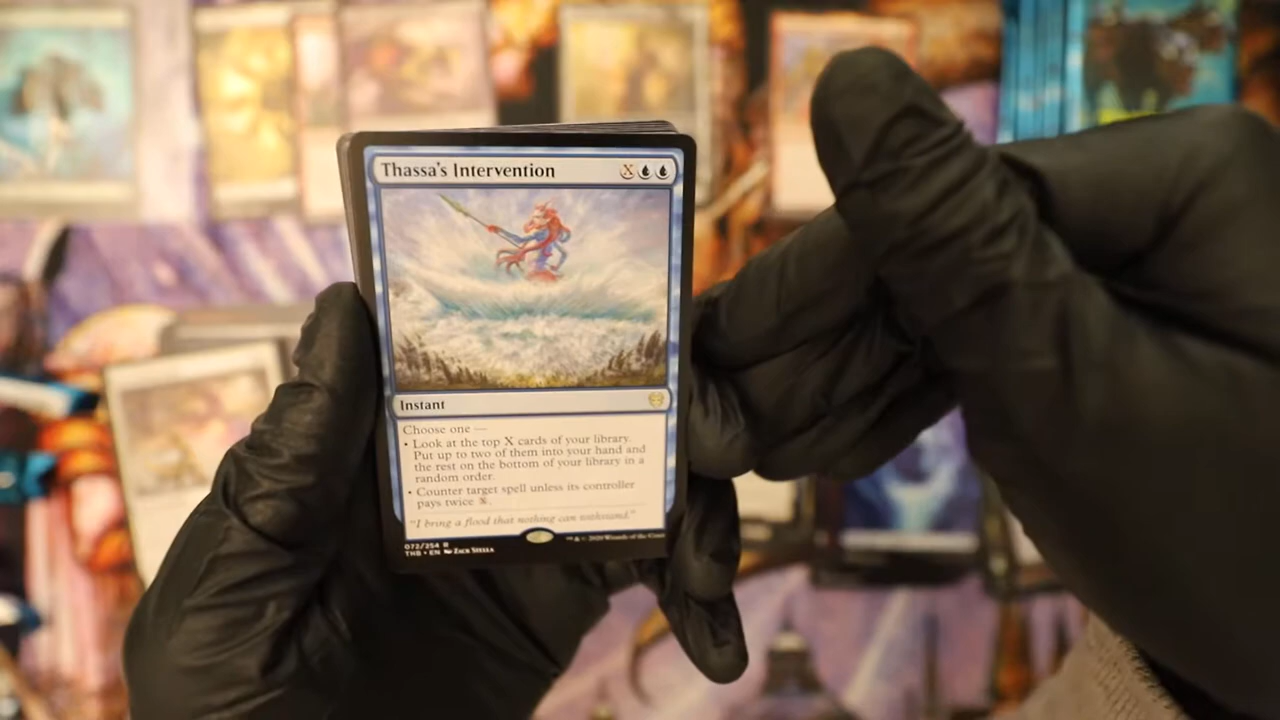 Thassa's Intervention X
Instant
Choose one —
• Look at the top X cards of your library.
Put up to two of them into your hand and
the rest on the bottom of your library in a
random order.
• Counter target spell unless its controller
pays twice X.
"I bring a flood that nothing can withstand."
072/254 R
THB • EN Zack Stella
™ & © 2020 Wizards of the Coast